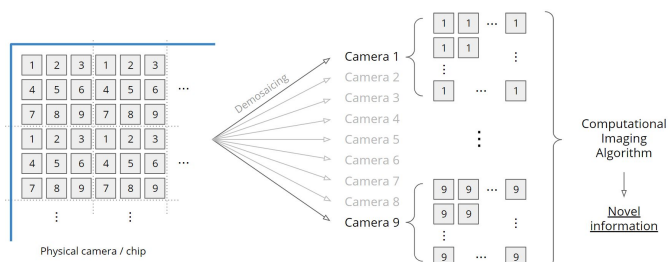 1 2 3 1 2 3
4 5 6 4 5 6 ...
7 8 9 7 8 9
1 2 3 1 2 3
4 5 6 4 5 6 ...
7 8 9 7 8 9
Physical camera / chip
Demosaicing
Camera 1
Camera 2
Camera 3
Camera 4
Camera 5
Camera 6
Camera 7
Camera 8
Camera 9
1 1 ... 1
1 1
1 ... 1
9 9 ... 9
9 9
9 ... 9
Computational
Imaging
Algorithm
Novel
information